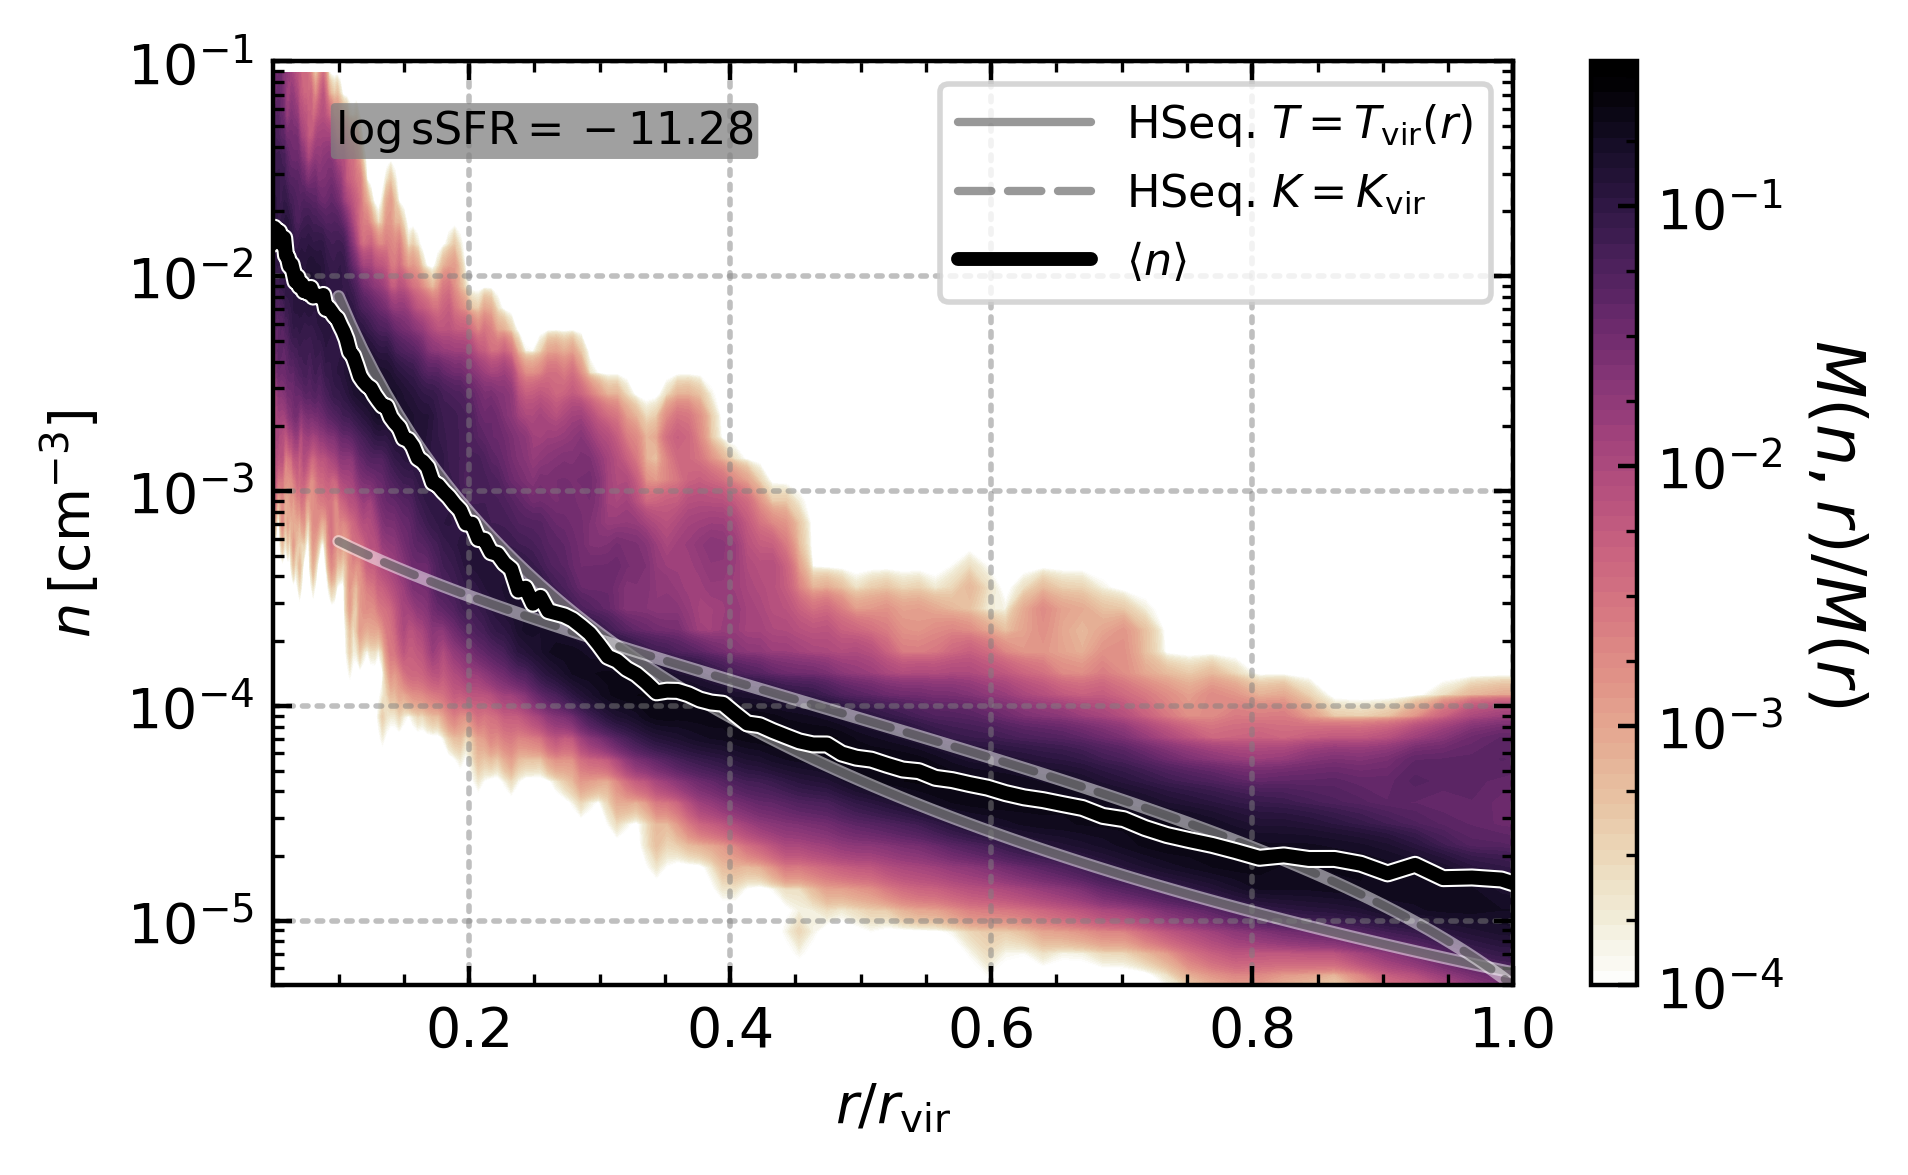 log sSFR = −11.28
HSeq. T = T_vir(r)
HSeq. K = K_vir
⟨n⟩
n [cm⁻³]
10⁻¹
10⁻²
10⁻³
10⁻⁴
10⁻⁵
0.2 0.4 0.6 0.8 1.0
r/r_vir
10⁻¹
10⁻²
10⁻³
10⁻⁴
M(n, r)/M(r)